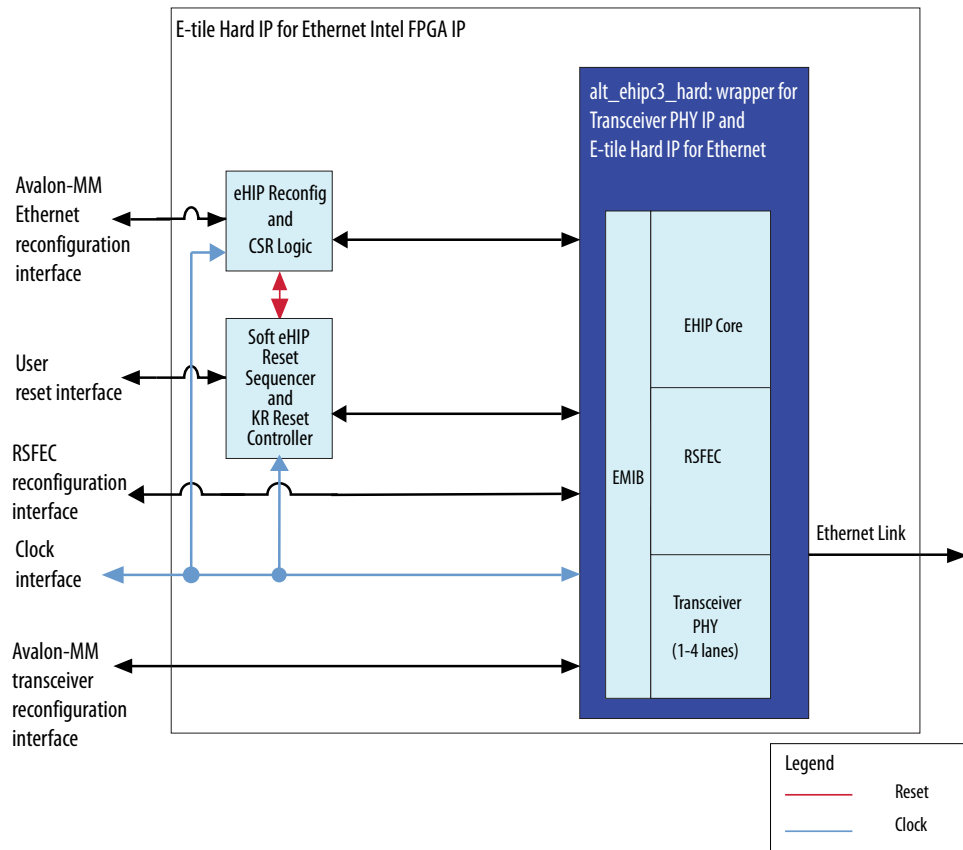 E-tile Hard IP for Ethernet Intel FPGA IP
alt_ehipc3_hard: wrapper for
Transceiver PHY IP and
E-tile Hard IP for Ethernet
Avalon-MM
Ethernet
reconfiguration
interface
eHIP Reconfig
and
CSR Logic
User
reset interface
Soft eHIP
Reset
Sequencer
and
KR Reset
Controller
RSFEC
reconfiguration
interface
Clock
interface
Avalon-MM
transceiver
reconfiguration
interface
EMIB
EHIP Core
RSFEC
Transceiver
PHY
(1-4 lanes)
Ethernet Link
Legend
Reset
Clock